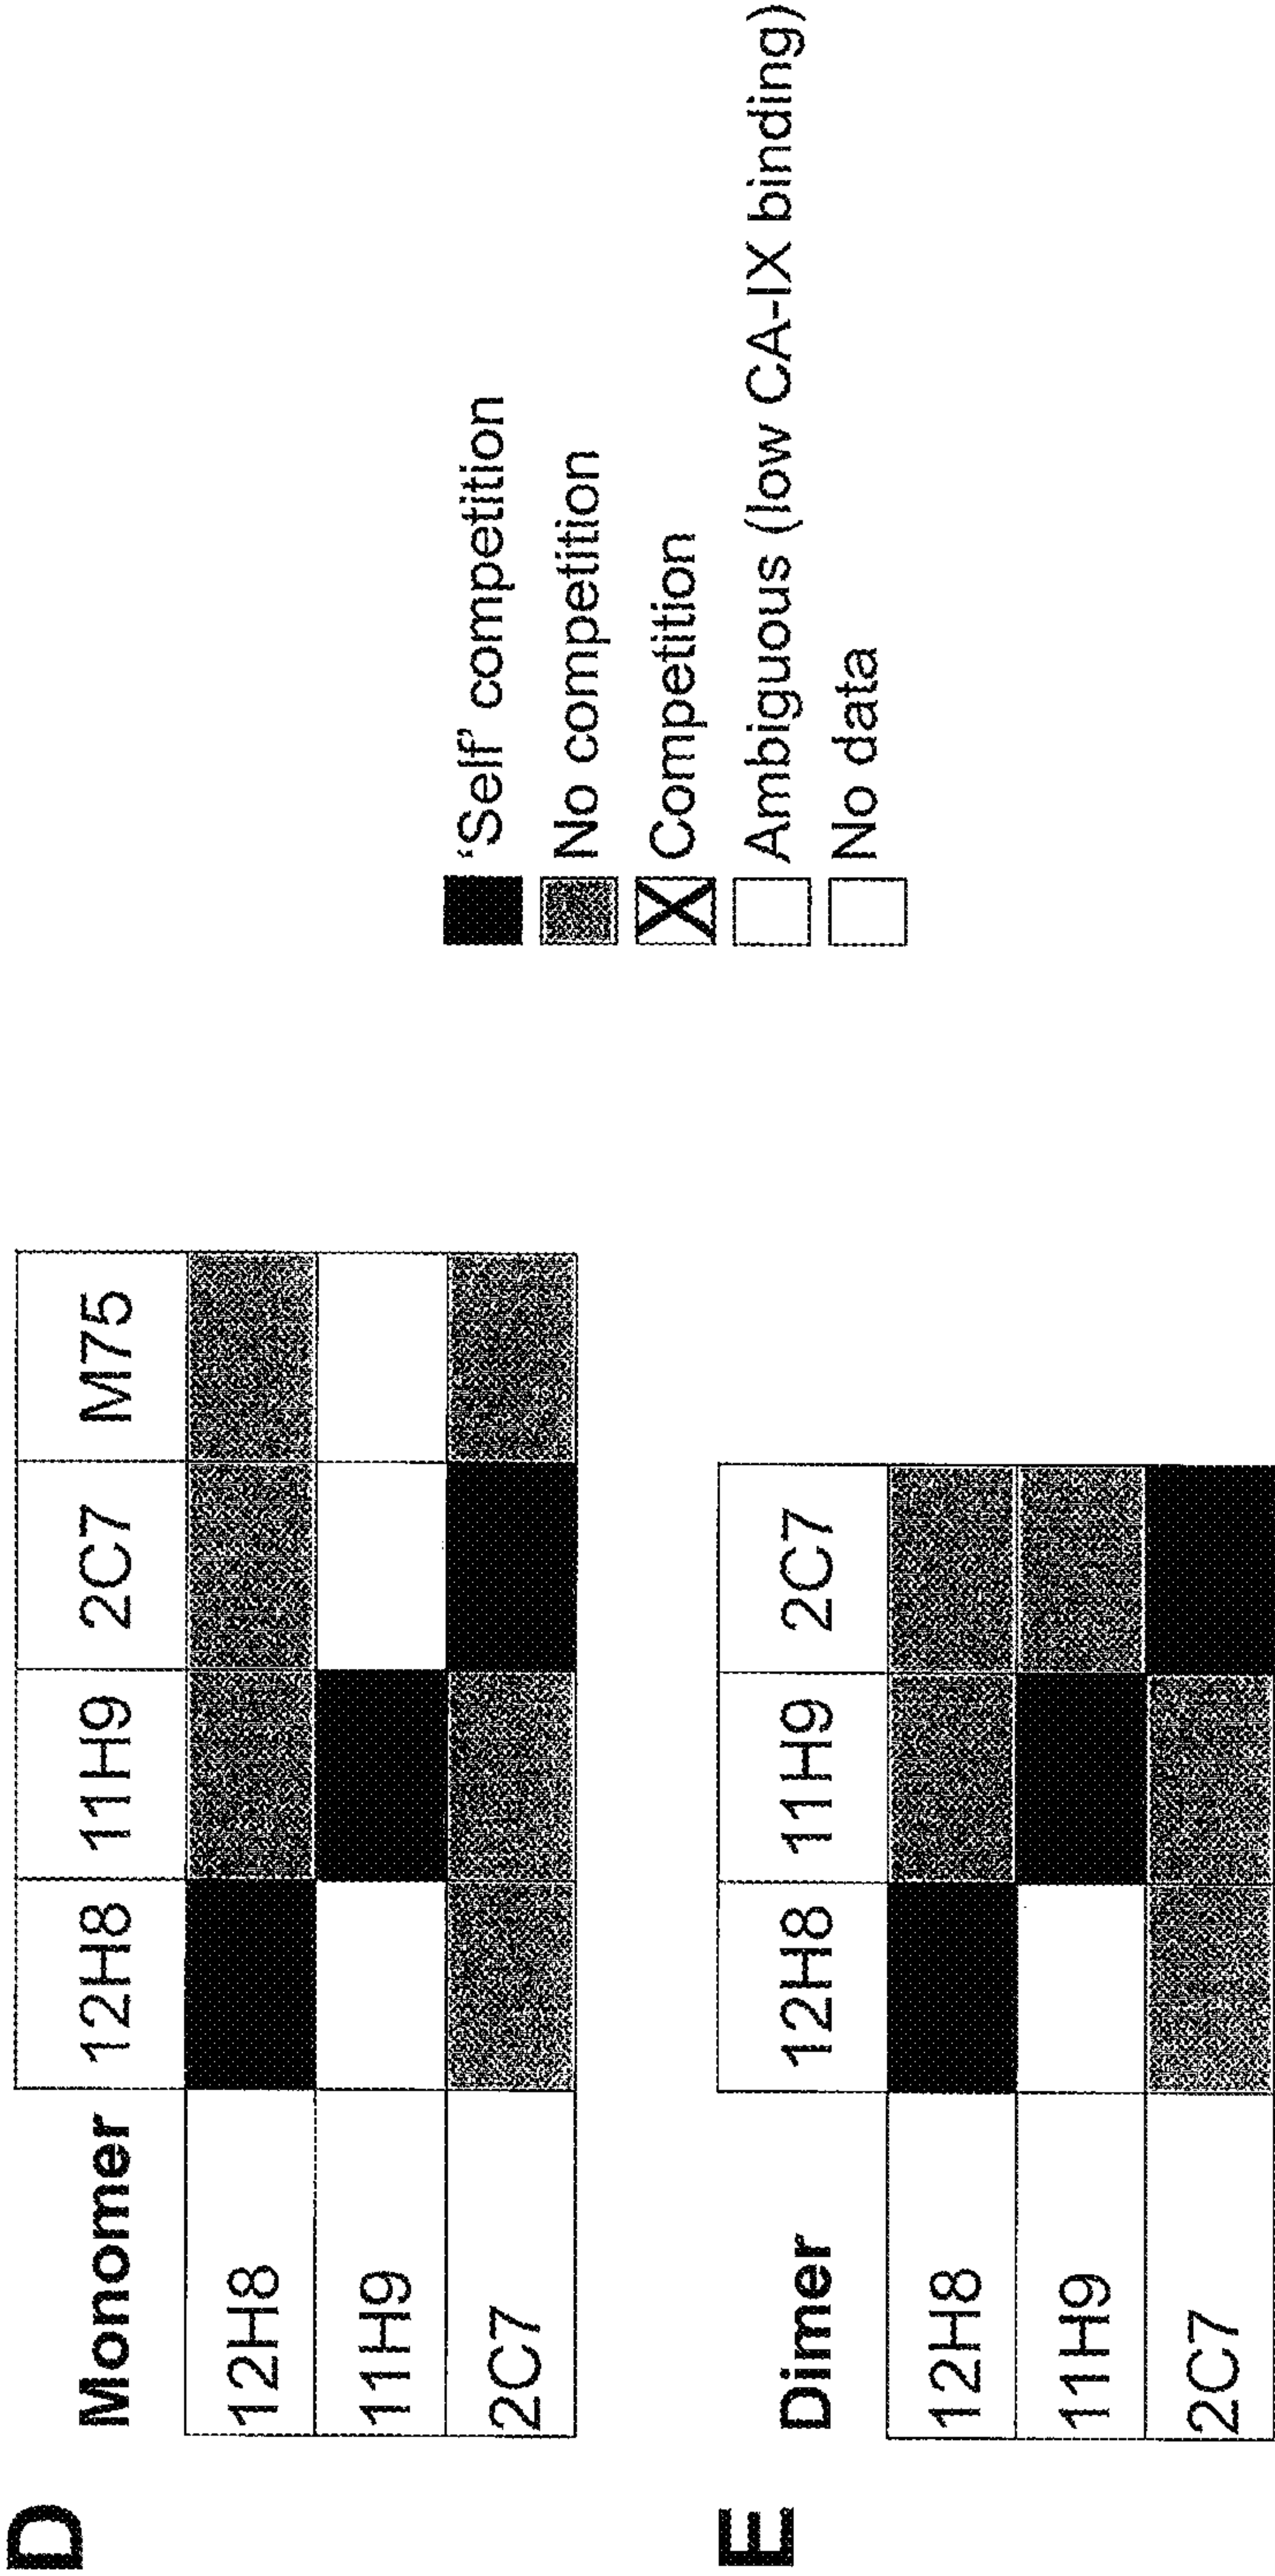 D
Monomer 12H8 11H9 2C7 M75
12H8
11H9
2C7
E
Dimer 12H8 11H9 2C7
12H8
11H9
2C7
‘Self’ competition
No competition
X Competition
Ambiguous (low CA-IX binding)
No data